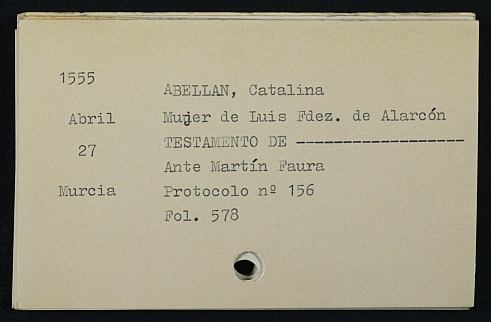 1555
ABELLAN, Catalina
Abril Mujer de Luis Fdez. de Alarcón
27 TESTAMENTO DE ------------------
Ante Martín Faura
Murcia Protocolo nº 156
Fol. 578